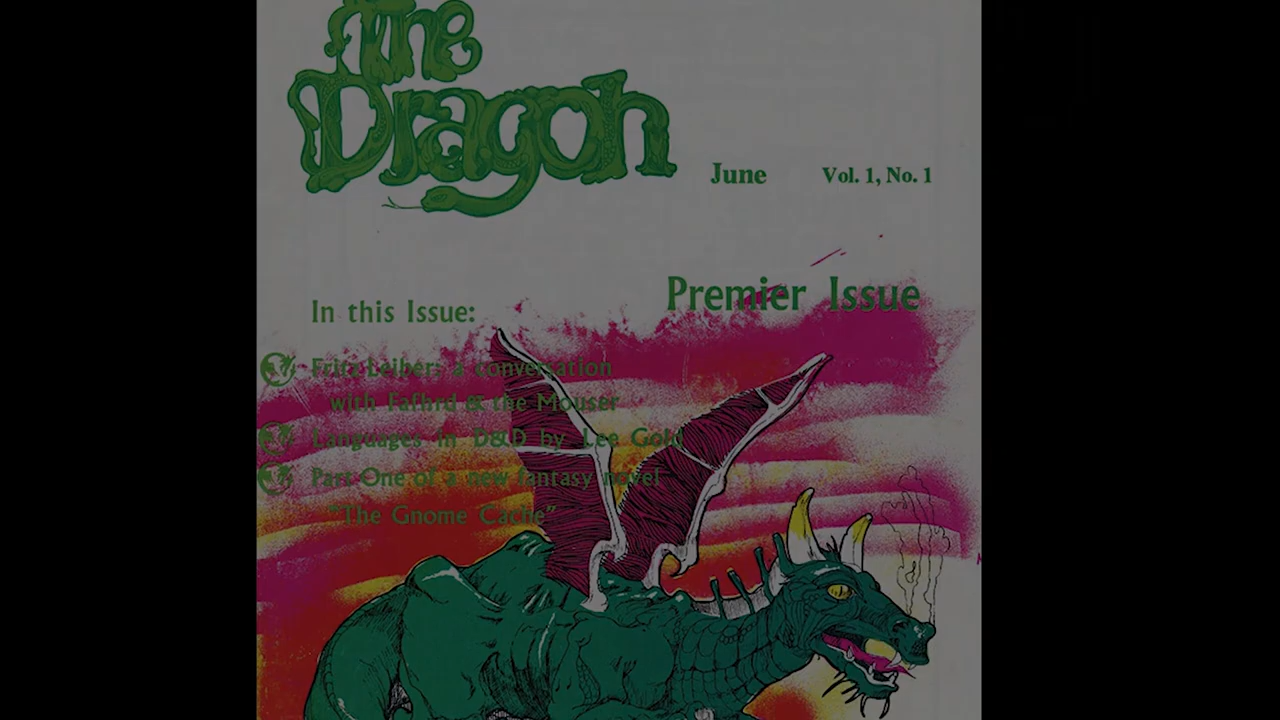 The
Dragon
June Vol. 1, No. 1
Premier Issue
In this Issue:
Fritz Leiber; a conversation
with Fafhrd & the Mouser
Languages in D&D by Lee Gold
Part One of a new fantasy novel
"The Gnome Cache"